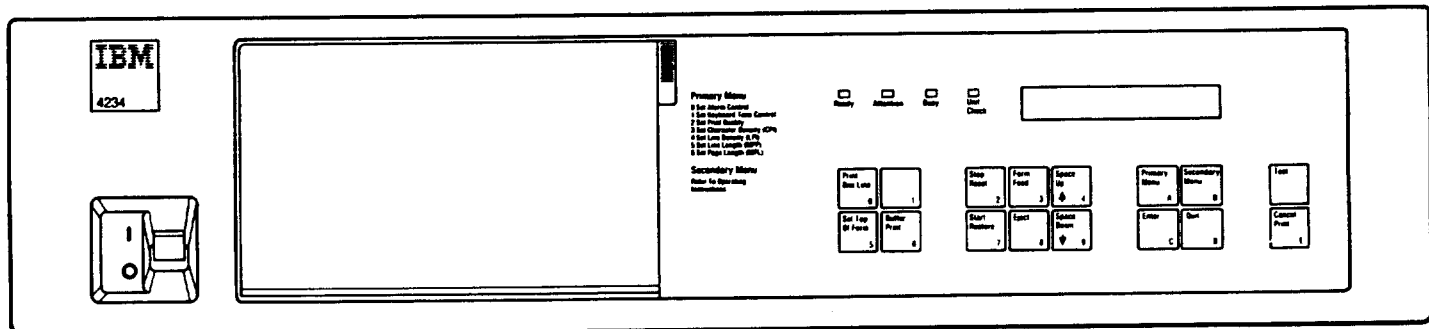 IBM
4234
Primary Menu
0 Set Alarm Control
1 Set Keyboard Tone Control
2 Set Print Quality
3 Set Character Density (CPI)
4 Set Line Density (LPI)
5 Set Line Length (MPP)
6 Set Page Length (MPL)
Secondary Menu
Refer To Operating
Instructions
Ready
Attention
Busy
Unit
Check
Print
One Line
0
1
Set Top
Of Form
5
Buffer
Print
6
Stop
Reset
2
Form
Feed
3
Space
Up
4
Start
Restore
7
Eject
8
Space
Down
9
Primary
Menu
A
Secondary
Menu
B
Enter
C
Quit
D
Test
Cancel
Print
E